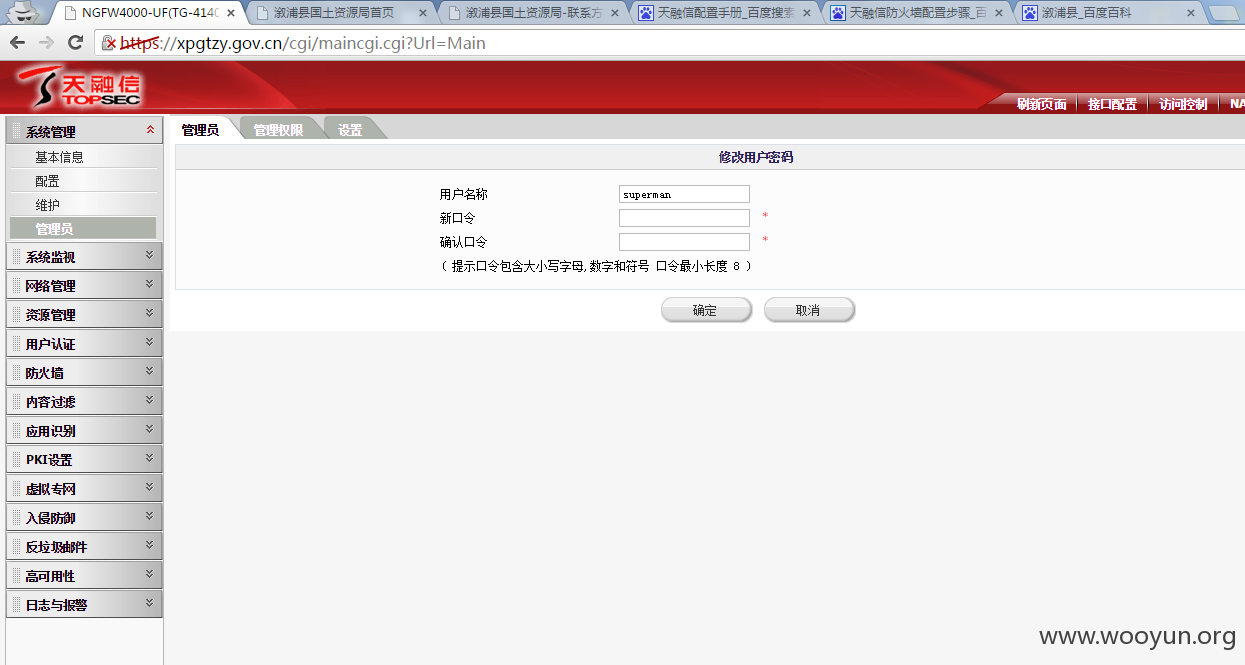 NGFW4000-UF(TG-414
溆浦县国土资源局首页
溆浦县国土资源局-联系方
天融信配置手册_百度搜索
天融信防火墙配置步骤_百
溆浦县_百度百科
https://xpgtzy.gov.cn/cgi/maincgi.cgi?Url=Main
天融信
TOPSEC
刷新页面 接口配置 访问控制 NA
系统管理
基本信息
配置
维护
管理员
系统监视
网络管理
资源管理
用户认证
防火墙
内容过滤
应用识别
PKI设置
虚拟专网
入侵防御
反垃圾邮件
高可用性
日志与报警
管理员 管理权限 设置
修改用户密码
用户名称 superman
新口令 *
确认口令 *
( 提示口令包含大小写字母,数字和符号 口令最小长度 8 )
确定 取消
www.wooyun.org